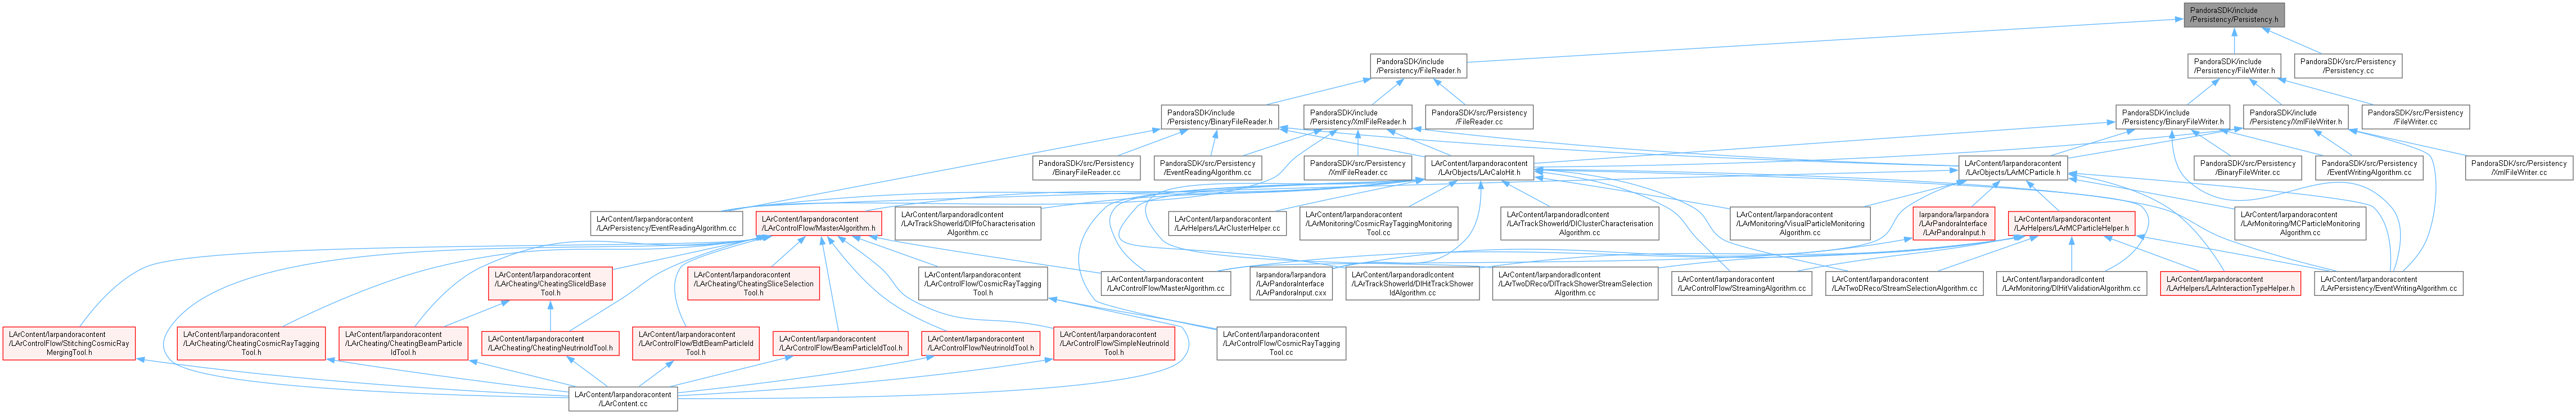 PandoraSDK/include
/Persistency/Persistency.h
PandoraSDK/include
/Persistency/FileReader.h
PandoraSDK/include
/Persistency/FileWriter.h
PandoraSDK/src/Persistency
/Persistency.cc
PandoraSDK/include
/Persistency/BinaryFileReader.h
PandoraSDK/include
/Persistency/XmlFileReader.h
PandoraSDK/src/Persistency
/FileReader.cc
PandoraSDK/include
/Persistency/BinaryFileWriter.h
PandoraSDK/include
/Persistency/XmlFileWriter.h
PandoraSDK/src/Persistency
/FileWriter.cc
PandoraSDK/src/Persistency
/BinaryFileReader.cc
PandoraSDK/src/Persistency
/EventReadingAlgorithm.cc
PandoraSDK/src/Persistency
/XmlFileReader.cc
LArContent/larpandoracontent
/LArObjects/LArCaloHit.h
LArContent/larpandoracontent
/LArObjects/LArMCParticle.h
PandoraSDK/src/Persistency
/BinaryFileWriter.cc
PandoraSDK/src/Persistency
/EventWritingAlgorithm.cc
PandoraSDK/src/Persistency
/XmlFileWriter.cc
LArContent/larpandoracontent
/LArPersistency/EventReadingAlgorithm.cc
LArContent/larpandoracontent
/LArControlFlow/MasterAlgorithm.h
LArContent/larpandoradlcontent
/LArTrackShowerId/DlPfoCharacterisation
Algorithm.cc
LArContent/larpandoracontent
/LArHelpers/LArClusterHelper.cc
LArContent/larpandoracontent
/LArMonitoring/CosmicRayTaggingMonitoring
Tool.cc
LArContent/larpandoradlcontent
/LArTrackShowerId/DlClusterCharacterisation
Algorithm.cc
LArContent/larpandoracontent
/LArMonitoring/VisualParticleMonitoring
Algorithm.cc
larpandora/larpandora
/LArPandoraInterface
/LArPandoraInput.h
LArContent/larpandoracontent
/LArHelpers/LArMCParticleHelper.h
LArContent/larpandoracontent
/LArMonitoring/MCParticleMonitoring
Algorithm.cc
LArContent/larpandoracontent
/LArCheating/CheatingSliceIdBase
Tool.h
LArContent/larpandoracontent
/LArCheating/CheatingSliceSelection
Tool.h
LArContent/larpandoracontent
/LArControlFlow/CosmicRayTagging
Tool.h
LArContent/larpandoracontent
/LArControlFlow/MasterAlgorithm.cc
larpandora/larpandora
/LArPandoraInterface
/LArPandoraInput.cxx
LArContent/larpandoradlcontent
/LArTrackShowerId/DlHitTrackShower
IdAlgorithm.cc
LArContent/larpandoradlcontent
/LArTwoDReco/DlTrackShowerStreamSelection
Algorithm.cc
LArContent/larpandoracontent
/LArControlFlow/StreamingAlgorithm.cc
LArContent/larpandoracontent
/LArTwoDReco/StreamSelectionAlgorithm.cc
LArContent/larpandoradlcontent
/LArMonitoring/DlHitValidationAlgorithm.cc
LArContent/larpandoracontent
/LArHelpers/LArInteractionTypeHelper.h
LArContent/larpandoracontent
/LArPersistency/EventWritingAlgorithm.cc
LArContent/larpandoracontent
/LArControlFlow/StitchingCosmicRay
MergingTool.h
LArContent/larpandoracontent
/LArCheating/CheatingCosmicRayTagging
Tool.h
LArContent/larpandoracontent
/LArCheating/CheatingBeamParticle
IdTool.h
LArContent/larpandoracontent
/LArCheating/CheatingNeutrinoIdTool.h
LArContent/larpandoracontent
/LArControlFlow/BdtBeamParticleId
Tool.h
LArContent/larpandoracontent
/LArControlFlow/BeamParticleIdTool.h
LArContent/larpandoracontent
/LArControlFlow/NeutrinoIdTool.h
LArContent/larpandoracontent
/LArControlFlow/SimpleNeutrinoId
Tool.h
LArContent/larpandoracontent
/LArControlFlow/CosmicRayTagging
Tool.cc
LArContent/larpandoracontent
/LArContent.cc